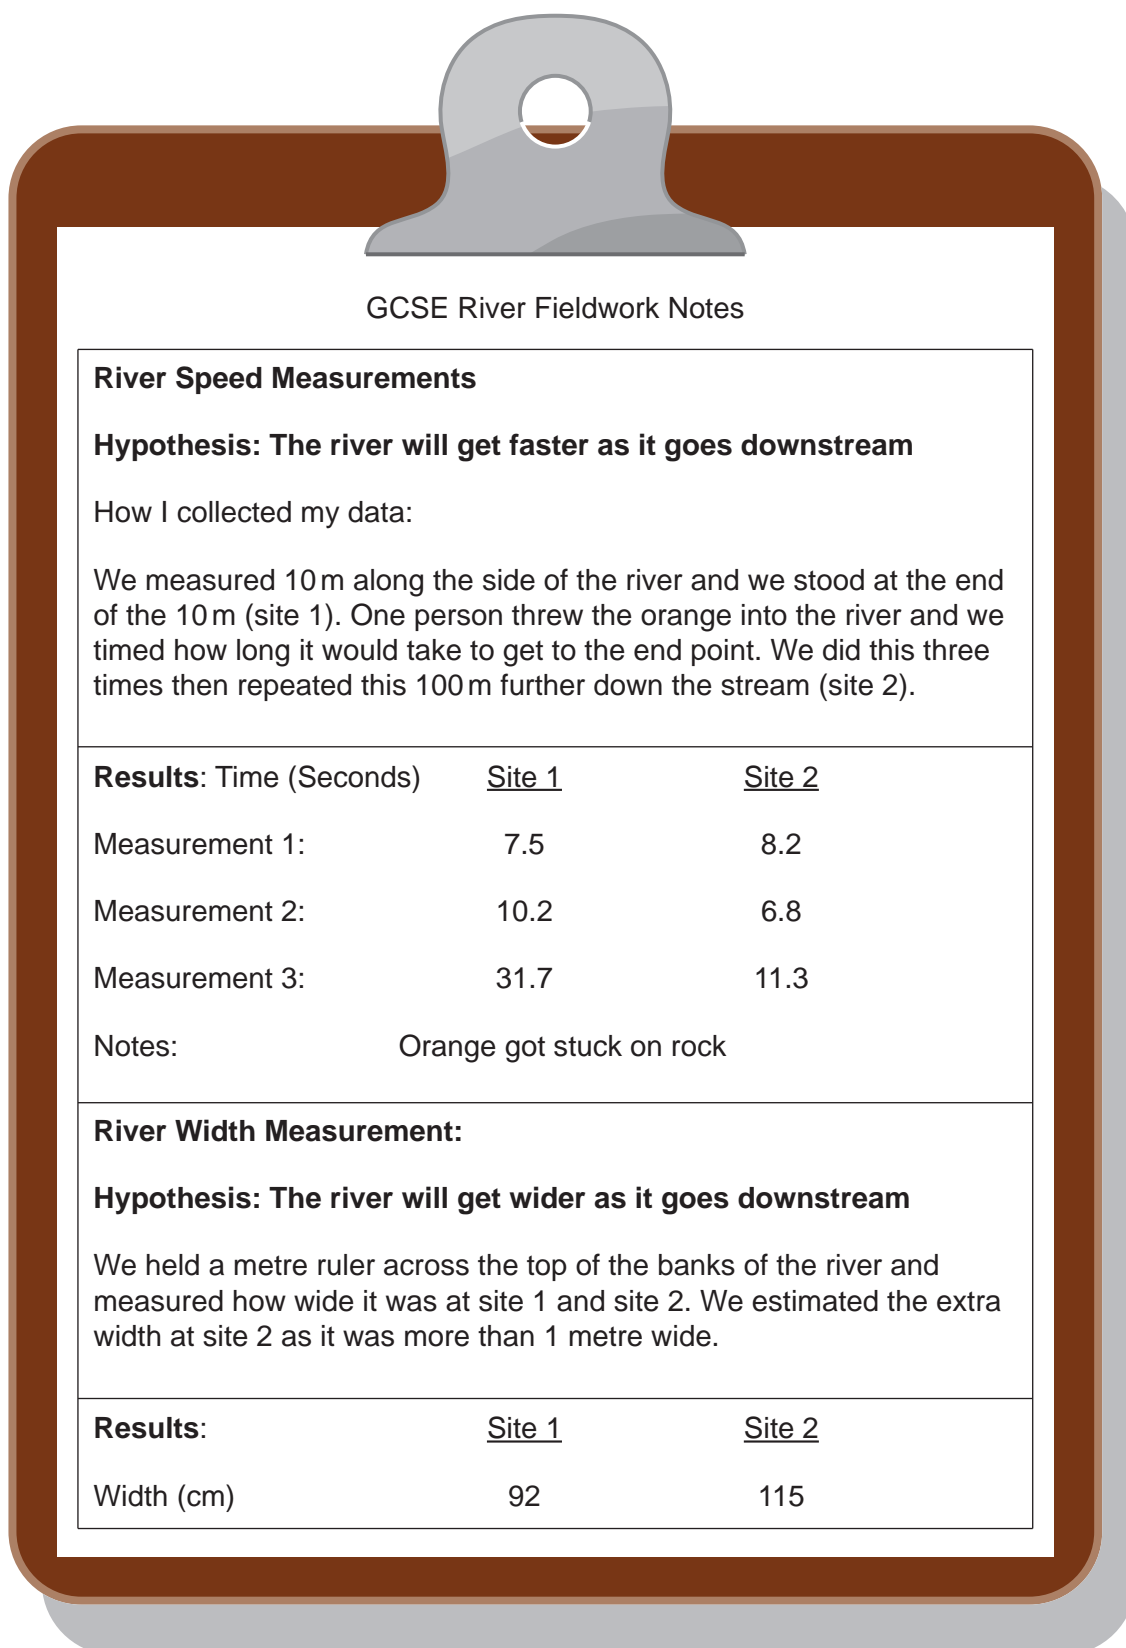 GCSE River Fieldwork Notes
River Speed Measurements
Hypothesis: The river will get faster as it goes downstream
How I collected my data:
We measured 10 m along the side of the river and we stood at the end
of the 10 m (site 1). One person threw the orange into the river and we
timed how long it would take to get to the end point. We did this three
times then repeated this 100 m further down the stream (site 2).
Results: Time (Seconds) Site 1 Site 2
Measurement 1: 7.5 8.2
Measurement 2: 10.2 6.8
Measurement 3: 31.7 11.3
Notes: Orange got stuck on rock
River Width Measurement:
Hypothesis: The river will get wider as it goes downstream
We held a metre ruler across the top of the banks of the river and
measured how wide it was at site 1 and site 2. We estimated the extra
width at site 2 as it was more than 1 metre wide.
Results: Site 1 Site 2
Width (cm) 92 115